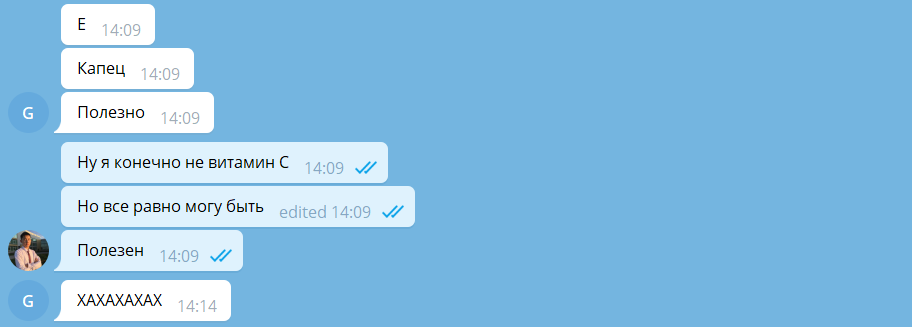 Е 14:09
Капец 14:09
G
Полезно 14:09
Ну я конечно не витамин С 14:09
Но все равно могу быть edited 14:09
Полезен 14:09
G
ХАХАХАХАХ 14:14